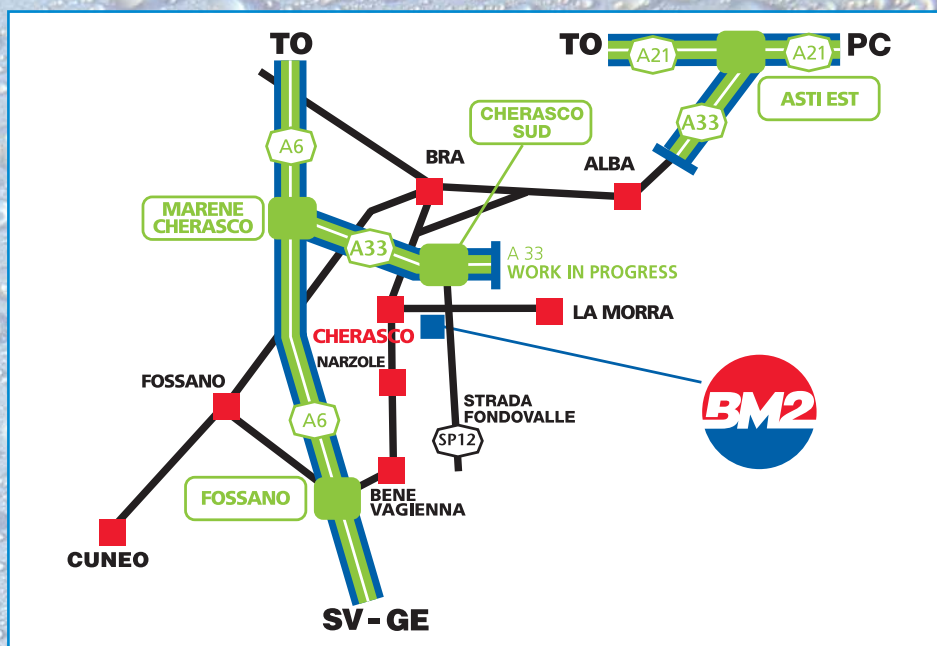 TO
TO
A21
A21
PC
ASTI EST
A33
CHERASCO
SUD
A6
BRA
ALBA
MARENE
CHERASCO
A33
A 33
WORK IN PROGRESS
CHERASCO
LA MORRA
NARZOLE
FOSSANO
STRADA
FONDOVALLE
BM2
A6
SP12
FOSSANO
BENE
VAGIENNA
CUNEO
SV - GE